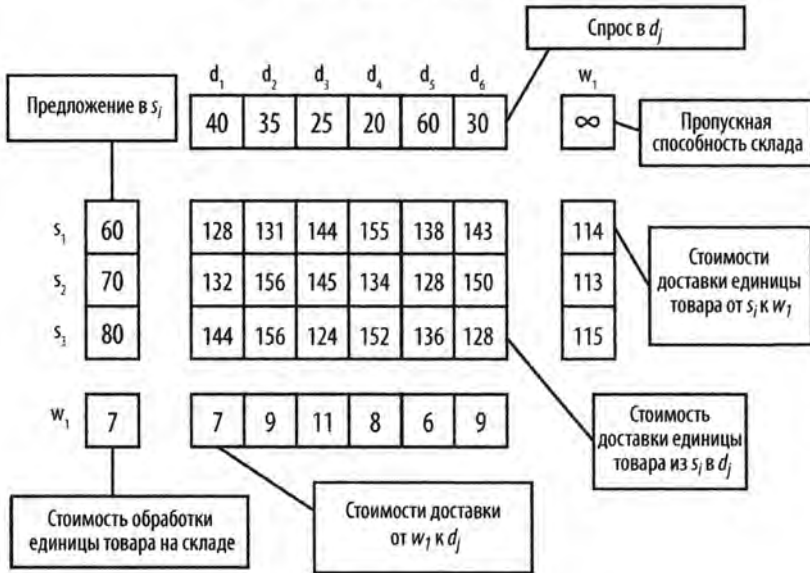 Спрос в dj
d1 d2 d3 d4 d5 d6 w1
Предложение в si
40 35 25 20 60 30 ∞
Пропускная
способность склада
s1 60 128 131 144 155 138 143 114
s2 70 132 156 145 134 128 150 113
s3 80 144 156 124 152 136 128 115
Стоимости
доставки единицы
товара от si к w1
w1 7 7 9 11 8 6 9
Стоимость
доставки единицы
товара из si в dj
Стоимость обработки
единицы товара на складе
Стоимости доставки
от w1 к dj